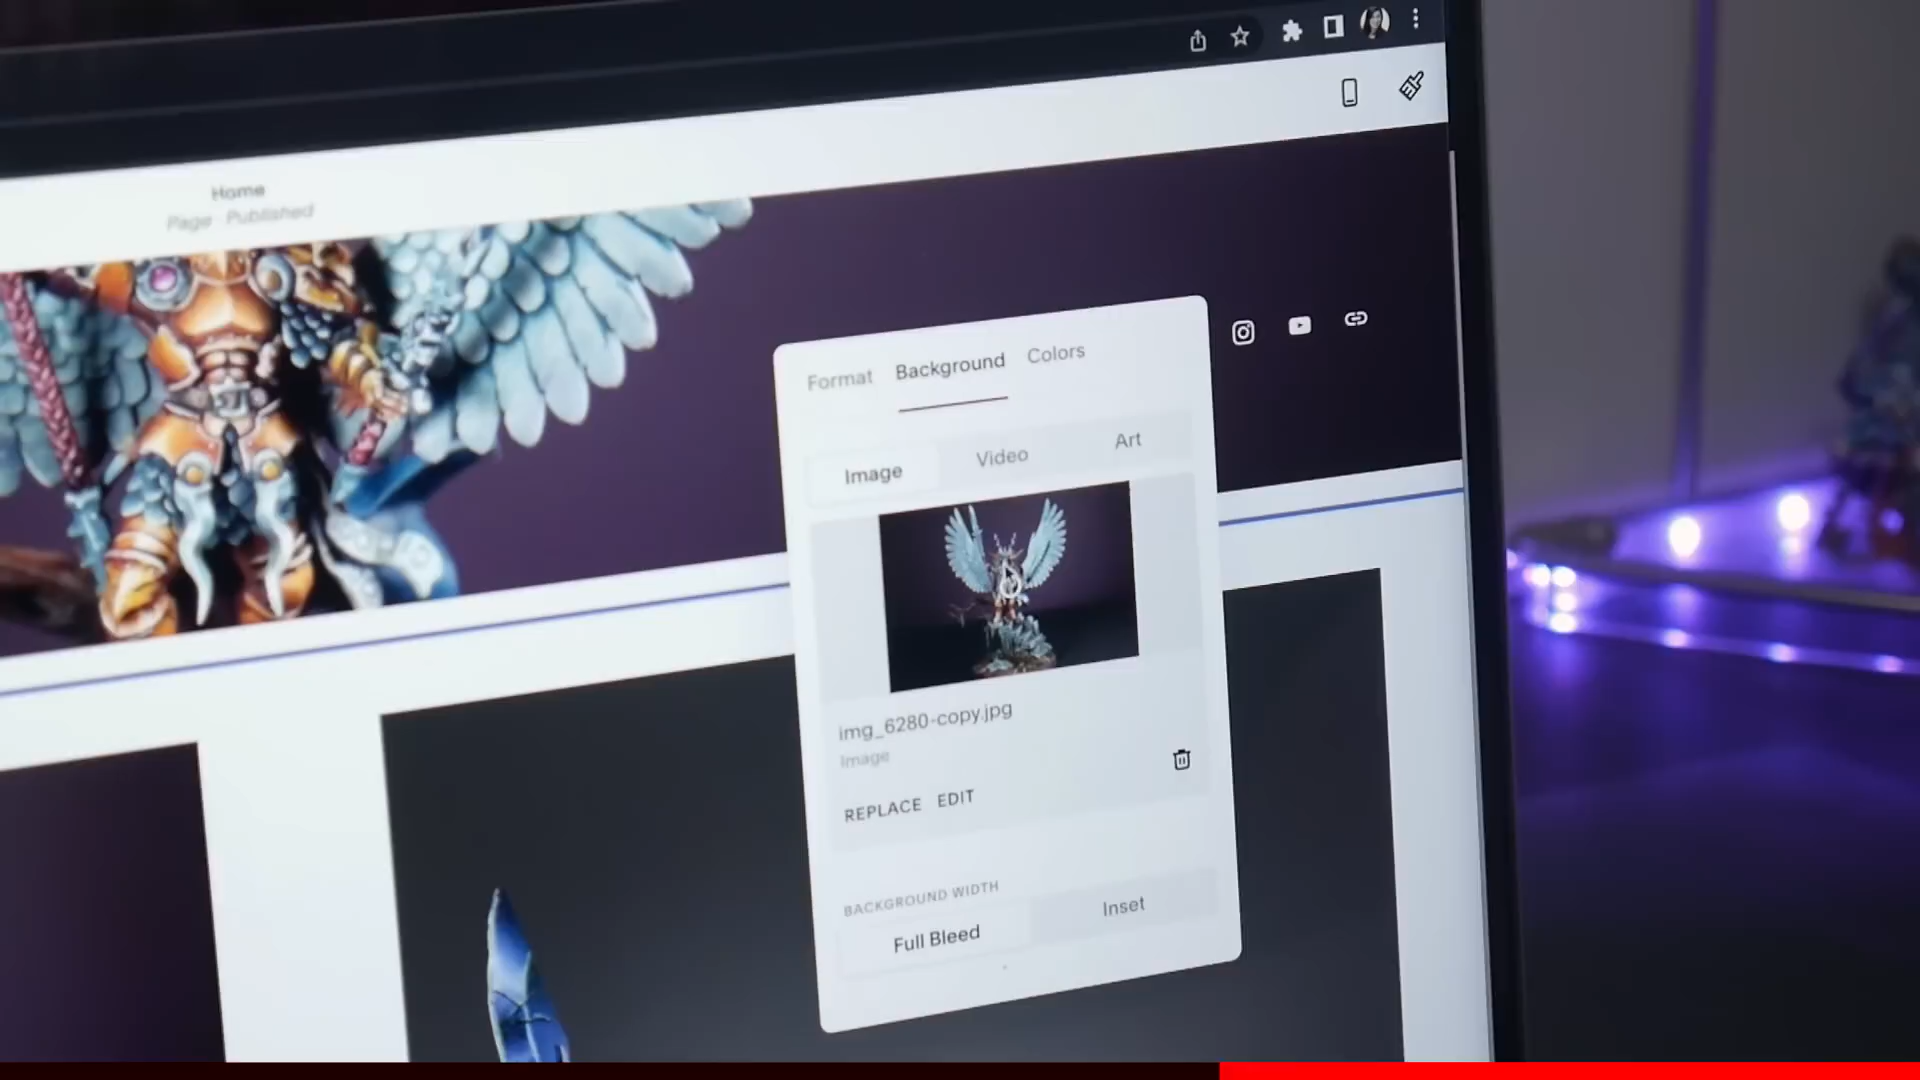 Home
Page · Published
Format Background Colors
Image Video Art
img_6280-copy.jpg
Image
REPLACE EDIT
BACKGROUND WIDTH
Full Bleed Inset